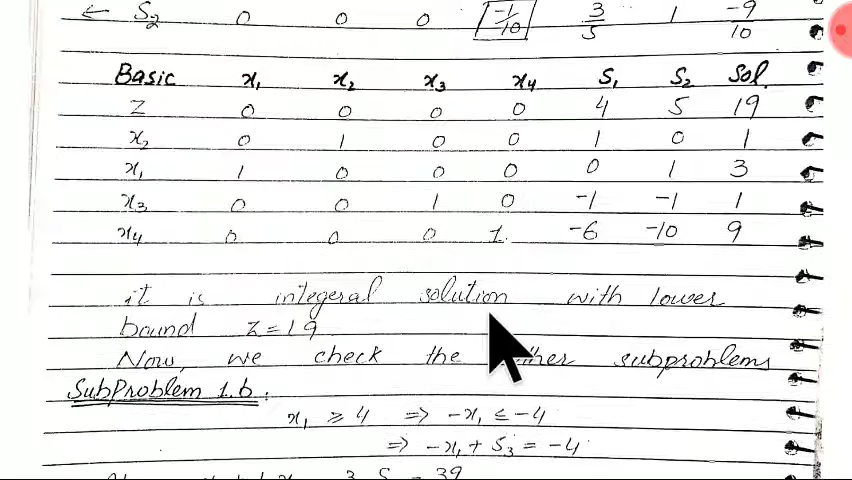 ← S2 0 0 0 -1/10 3/5 1 -9/10
Basic x1 x2 x3 x4 S1 S2 Sol.
Z 0 0 0 0 4 5 19
x2 0 1 0 0 1 0 1
x1 1 0 0 0 0 1 3
x3 0 0 1 0 -1 -1 1
x4 0 0 0 1. -6 -10 9
it is integeral solution with lower
bound Z=19
Now, we check the other subproblems
SubProblem 1.b:
x1 ≥ 4 ⇒ -x1 ≤ -4
⇒ -x1 + S3 = -4